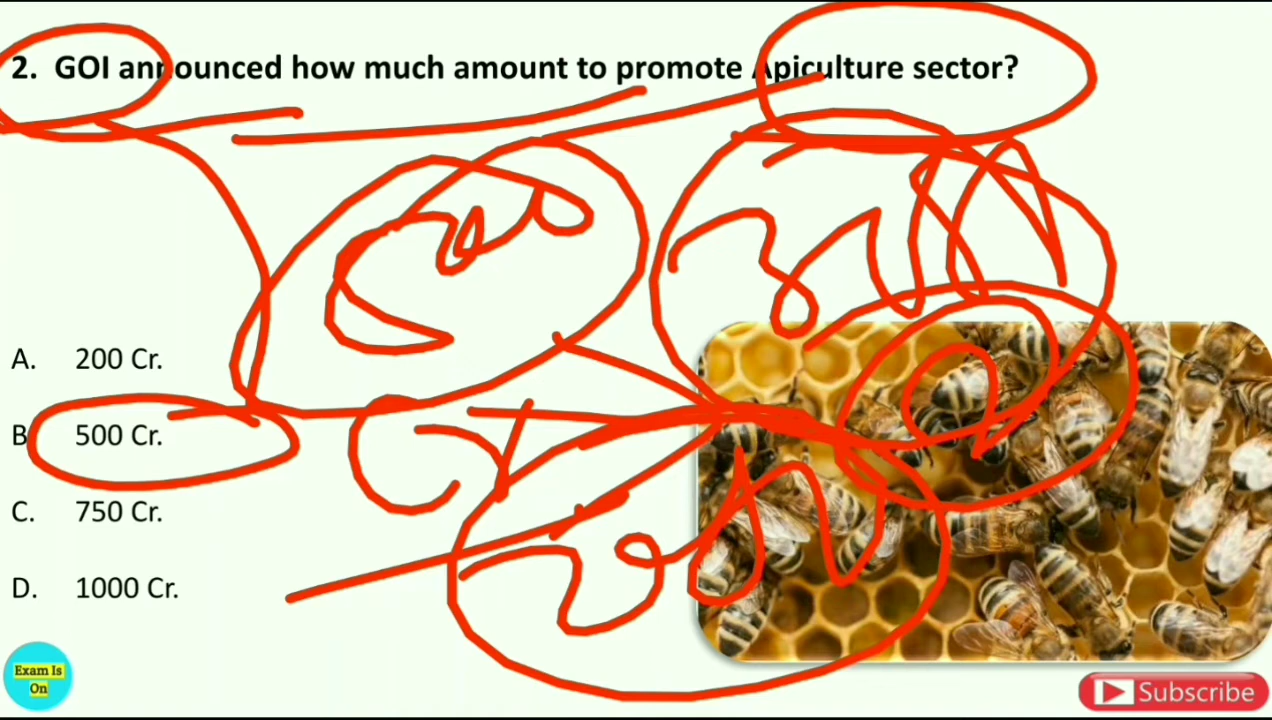 2. GOI announced how much amount to promote Apiculture sector?
A. 200 Cr.
B. 500 Cr.
C. 750 Cr.
D. 1000 Cr.
Exam Is
On
Subscribe